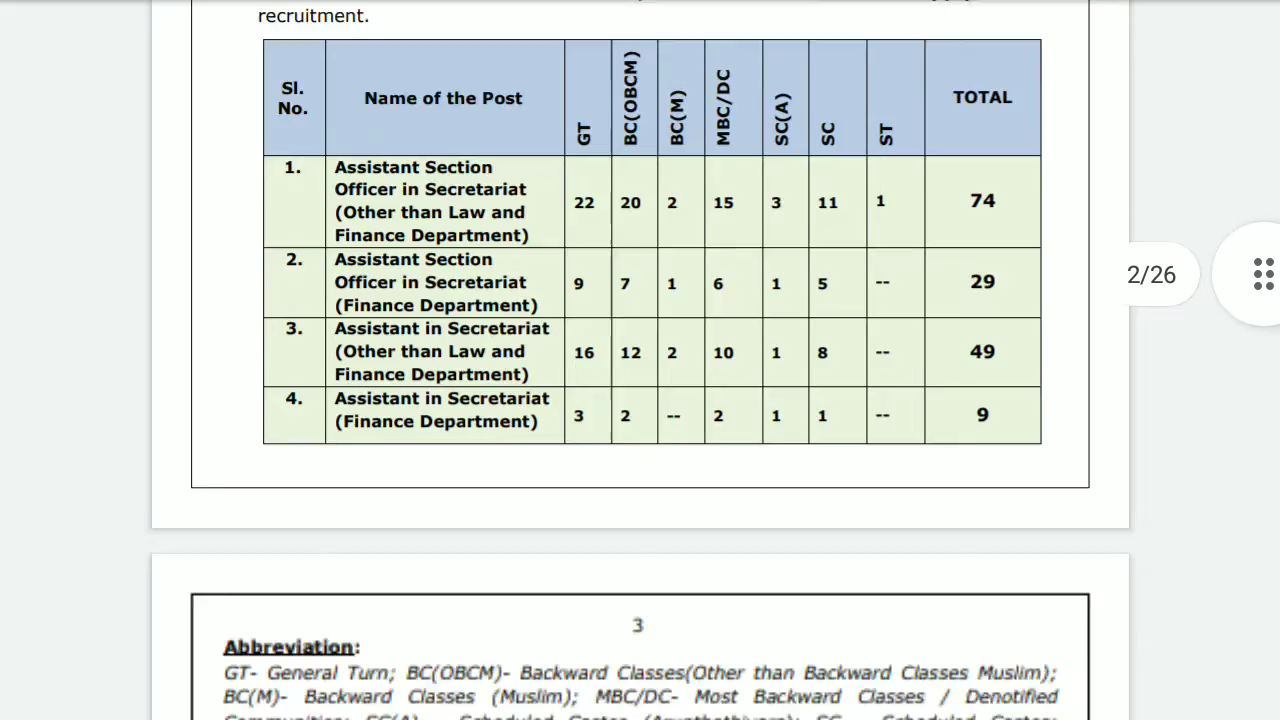 recruitment.
Sl. No. Name of the Post GT BC(OBCM) BC(M) MBC/DC SC(A) SC ST TOTAL
1. Assistant Section
Officer in Secretariat
(Other than Law and
Finance Department) 22 20 2 15 3 11 1 74
2. Assistant Section
Officer in Secretariat
(Finance Department) 9 7 1 6 1 5 -- 29
3. Assistant in Secretariat
(Other than Law and
Finance Department) 16 12 2 10 1 8 -- 49
4. Assistant in Secretariat
(Finance Department) 3 2 -- 2 1 1 -- 9
2/26
3
Abbreviation:
GT- General Turn; BC(OBCM)- Backward Classes(Other than Backward Classes Muslim);
BC(M)- Backward Classes (Muslim); MBC/DC- Most Backward Classes / Denotified